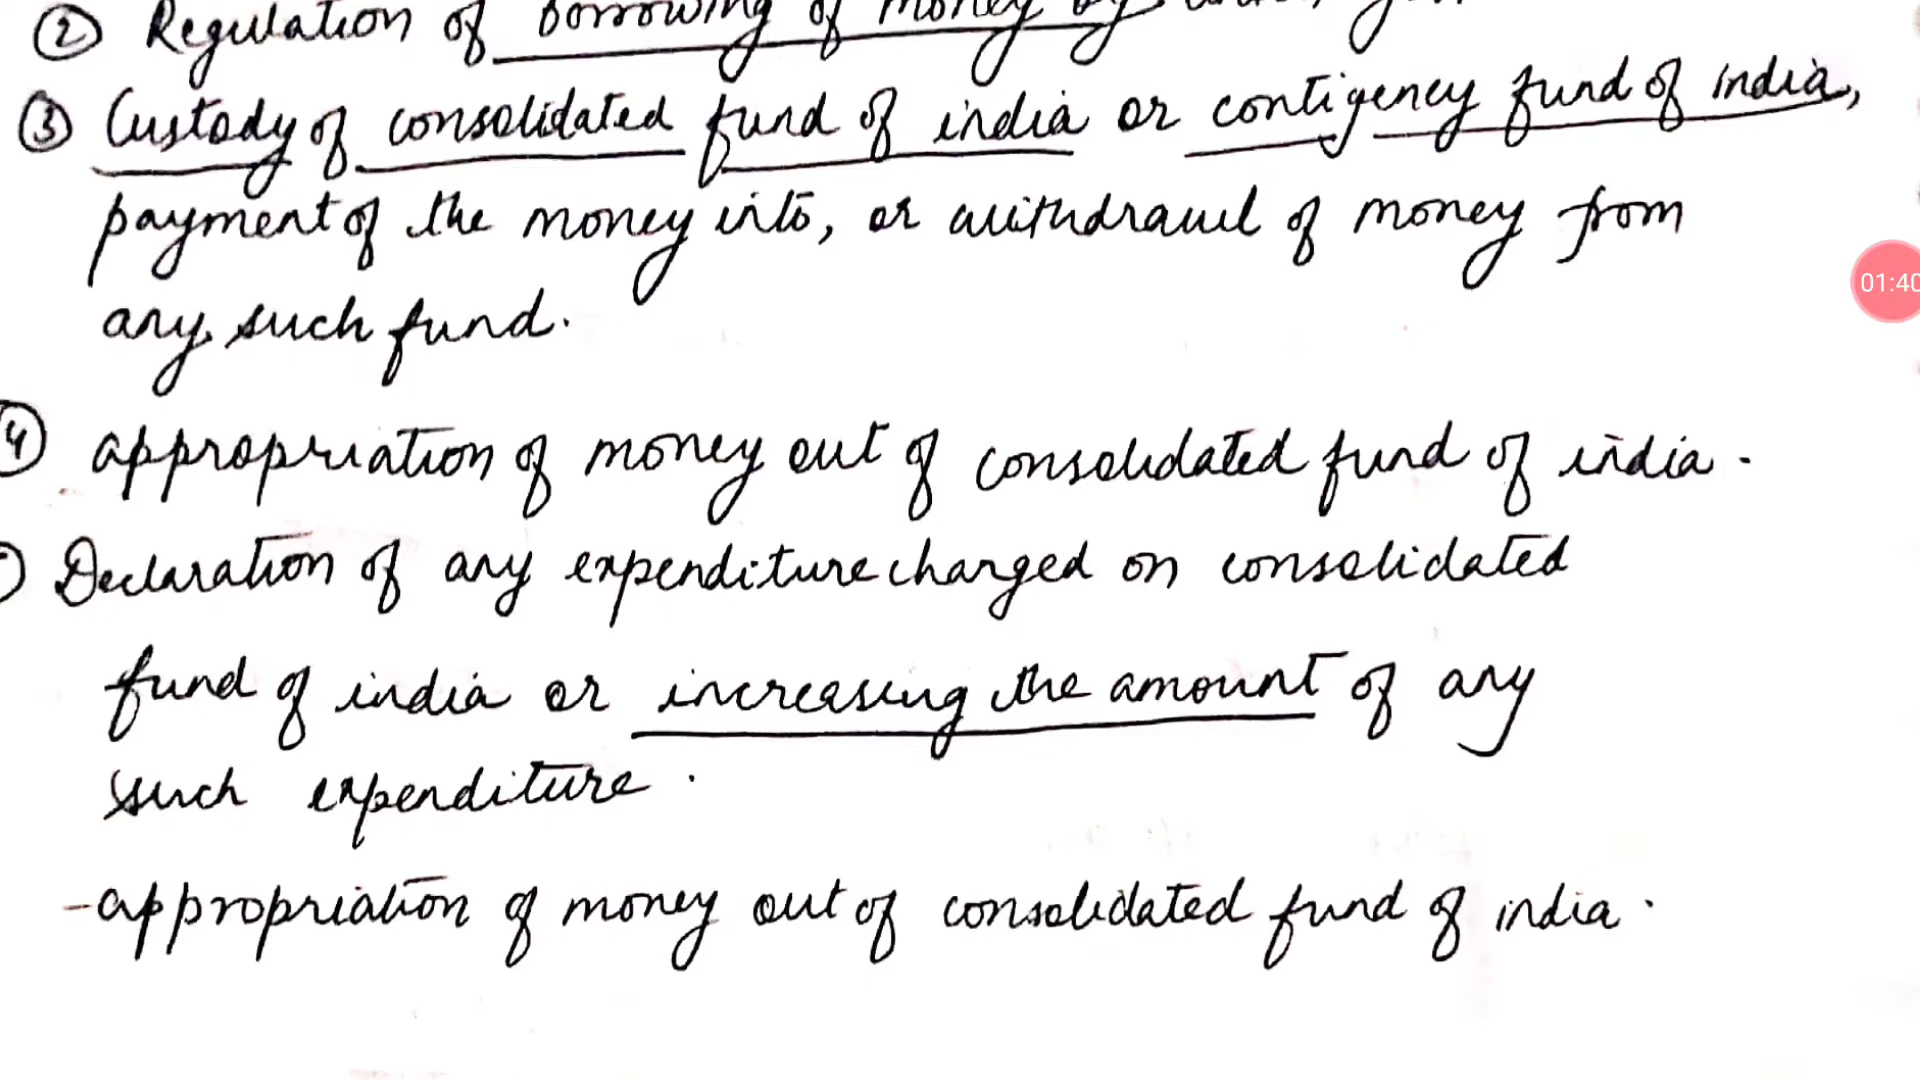 ② Regulation of borrowing of money by
③ Custody of consolidated fund of india or contigency fund of india,
payment of the money into, or withdrawl of money from
any such fund.
④ appropriation of money out of consolidated fund of india.
Declaration of any expenditure charged on consolidated
fund of india or increasing the amount of any
such expenditure.
-appropriation of money out of consolidated fund of india.
01:40